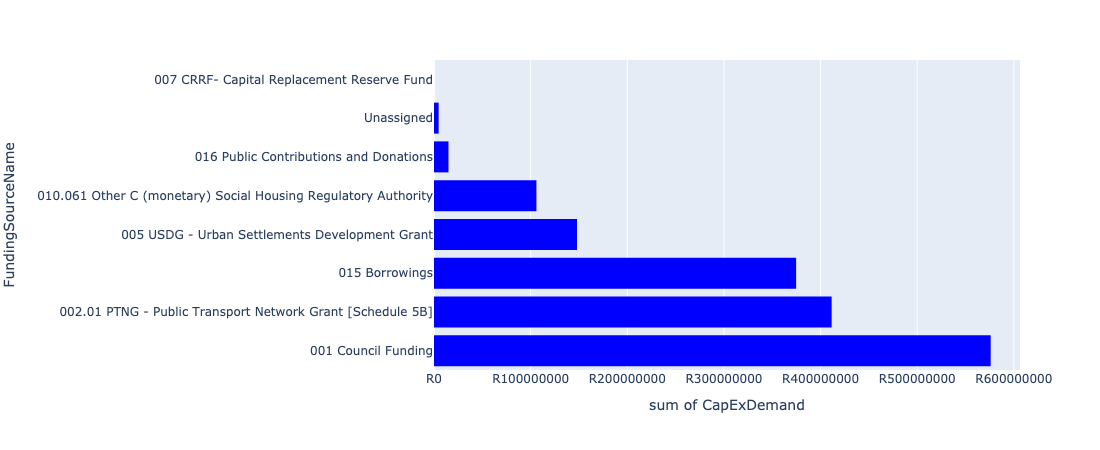 007 CRRF- Capital Replacement Reserve Fund
Unassigned
016 Public Contributions and Donations
010.061 Other C (monetary) Social Housing Regulatory Authority
005 USDG - Urban Settlements Development Grant
015 Borrowings
002.01 PTNG - Public Transport Network Grant [Schedule 5B]
001 Council Funding
FundingSourceName
R0 R100000000 R200000000 R300000000 R400000000 R500000000 R600000000
sum of CapExDemand